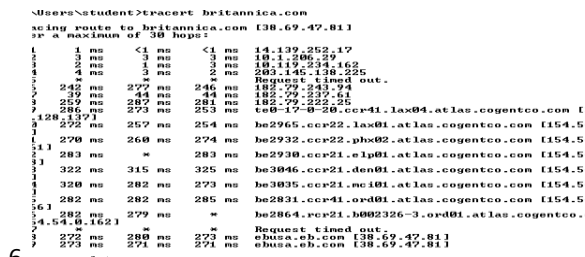 \Users\student>tracert britannica.com
acing route to britannica.com [38.69.47.81]
er a maximum of 30 hops:
1 ms <1 ms <1 ms 14.139.252.17
3 ms 3 ms 3 ms 10.1.206.29
2 ms 1 ms 3 ms 10.119.234.162
4 ms 3 ms 2 ms 203.145.138.225
* * * Request timed out.
242 ms 277 ms 246 ms 182.79.243.94
39 ms 44 ms 44 ms 182.79.237.61
259 ms 287 ms 281 ms 182.79.222.25
286 ms 273 ms 253 ms te0-17-0-20.ccr41.lax04.atlas.cogentco.com [
.128.137]
272 ms 257 ms 254 ms be2965.ccr22.lax01.atlas.cogentco.com [154.5
]
270 ms 260 ms 274 ms be2932.ccr22.phx02.atlas.cogentco.com [154.5
51]
283 ms * 283 ms be2930.ccr21.elp01.atlas.cogentco.com [154.5
]
322 ms 315 ms 325 ms be3046.ccr21.den01.atlas.cogentco.com [154.5
]
320 ms 282 ms 273 ms be3035.ccr21.mci01.atlas.cogentco.com [154.5
]
282 ms 282 ms 285 ms be2831.ccr41.ord01.atlas.cogentco.com [154.5
56]
282 ms 279 ms * be2864.rcr21.b002326-3.ord01.atlas.cogentco.
54.54.0.162]
* * * Request timed out.
272 ms 280 ms 273 ms ebusa.eb.com [38.69.47.81]
273 ms 271 ms 271 ms ebusa.eb.com [38.69.47.81]
6